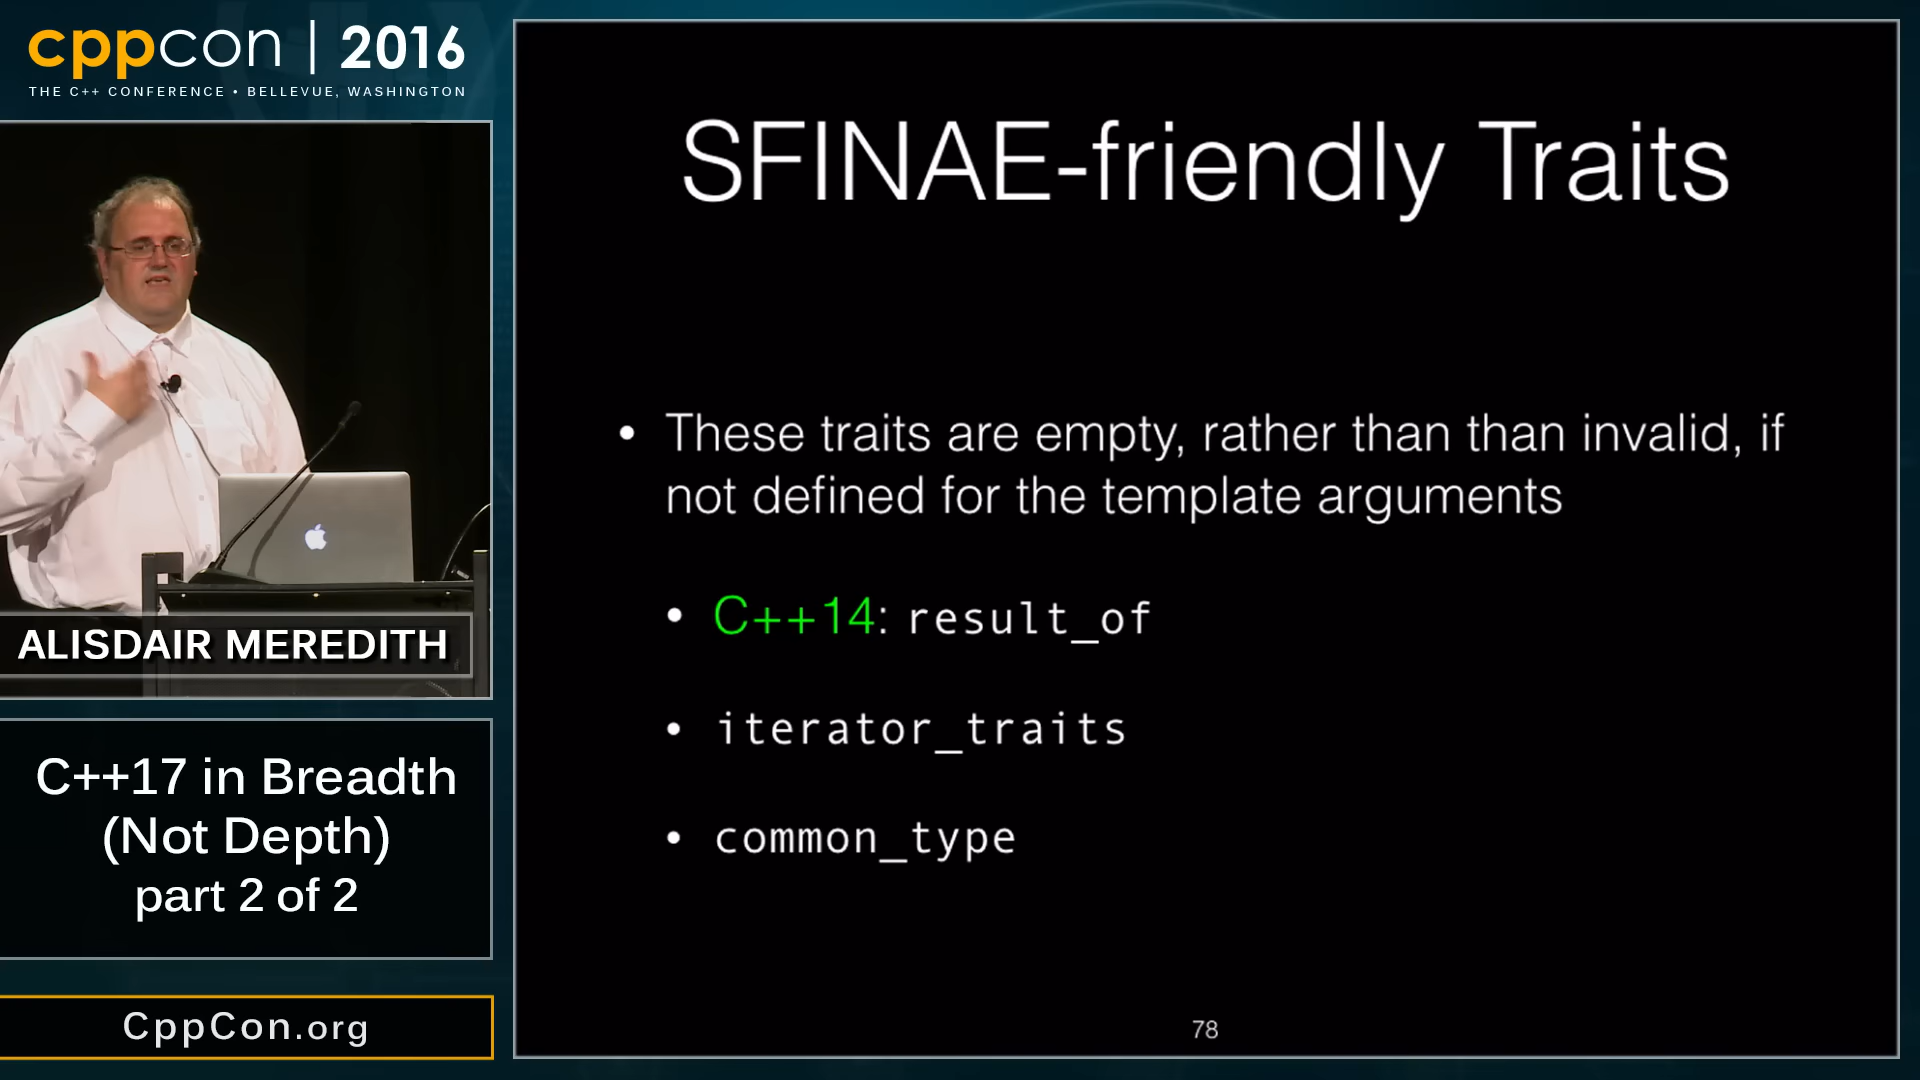 cppcon | 2016
THE C++ CONFERENCE • BELLEVUE, WASHINGTON
ALISDAIR MEREDITH
C++17 in Breadth
(Not Depth)
part 2 of 2
CppCon.org
SFINAE-friendly Traits
• These traits are empty, rather than than invalid, if
not defined for the template arguments
• C++14: result_of
• iterator_traits
• common_type
78